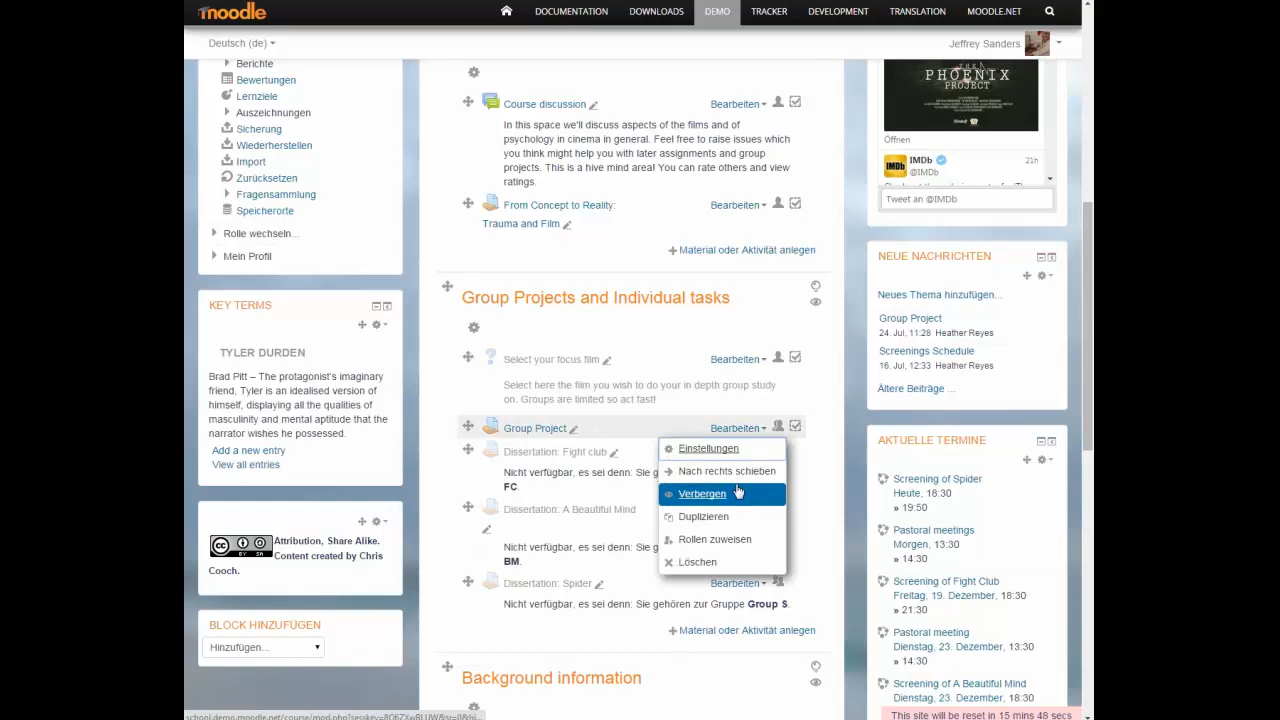 moodle
DOCUMENTATION
DOWNLOADS
DEMO
TRACKER
DEVELOPMENT
TRANSLATION
MOODLE.NET
Deutsch (de)
Jeffrey Sanders
Berichte
Bewertungen
Lernziele
Auszeichnungen
Sicherung
Wiederherstellen
Import
Zurücksetzen
Fragensammlung
Speicherorte
Rolle wechseln...
Mein Profil
KEY TERMS
TYLER DURDEN
Brad Pitt – The protagonist's imaginary
friend, Tyler is an idealised version of
himself, displaying all the qualities of
masculinity and mental aptitude that the
narrator wishes he possessed.
Add a new entry
View all entries
CC BY SA
Attribution, Share Alike.
Content created by Chris
Cooch.
BLOCK HINZUFÜGEN
Hinzufügen...
Course discussion
Bearbeiten
In this space we'll discuss aspects of the films and of
psychology in cinema in general. Feel free to raise issues which
you think might help you with later assignments and group
projects. This is a hive mind area! You can rate others and view
ratings.
From Concept to Reality:
Trauma and Film
Bearbeiten
Material oder Aktivität anlegen
Group Projects and Individual tasks
Select your focus film
Bearbeiten
Select here the film you wish to do your in depth group study
on. Groups are limited so act fast!
Group Project
Bearbeiten
Einstellungen
Nach rechts schieben
Verbergen
Duplizieren
Rollen zuweisen
Löschen
Dissertation: Fight club
Nicht verfügbar, es sei denn: Sie g
FC.
Dissertation: A Beautiful Mind
Nicht verfügbar, es sei denn: Sie g
BM.
Dissertation: Spider
Bearbeiten
Nicht verfügbar, es sei denn: Sie gehören zur Gruppe Group S.
Material oder Aktivität anlegen
Background information
PHOENIX
PROJECT
Öffnen
IMDb
IMDb
@IMDb
21h
Tweet an @IMDb
NEUE NACHRICHTEN
Neues Thema hinzufügen...
Group Project
24. Jul, 11:28 Heather Reyes
Screenings Schedule
16. Jul, 12:33 Heather Reyes
Ältere Beiträge ...
AKTUELLE TERMINE
Screening of Spider
Heute, 18:30
» 19:50
Pastoral meetings
Morgen, 13:30
» 14:30
Screening of Fight Club
Freitag, 19. Dezember, 18:30
» 21:30
Pastoral meeting
Dienstag, 23. Dezember, 13:30
» 14:30
Screening of A Beautiful Mind
Dienstag, 23. Dezember, 18:30
This site will be reset in 15 mins 48 secs